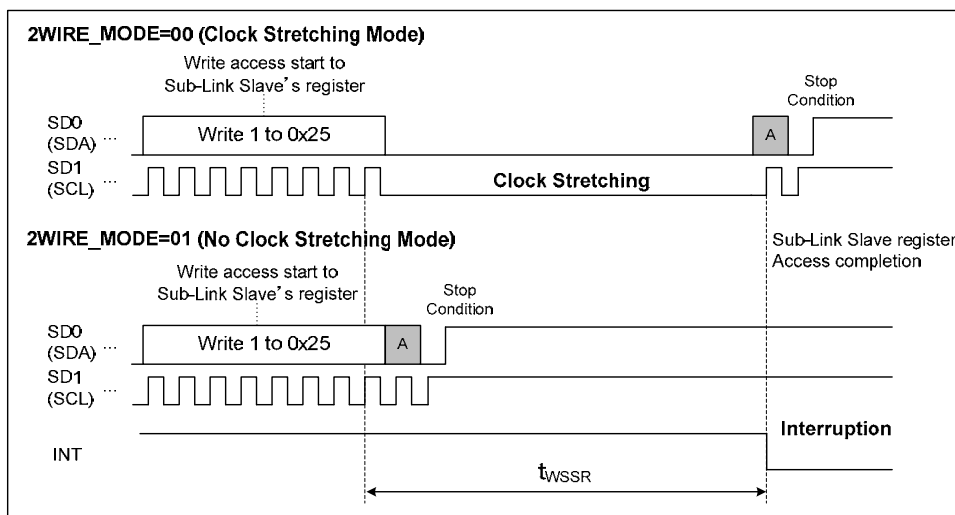 2WIRE_MODE=00 (Clock Stretching Mode)
Write access start to
Sub-Link Slave's register
Stop
Condition
SD0
(SDA) ...
Write 1 to 0x25
A
SD1
(SCL) ...
Clock Stretching
2WIRE_MODE=01 (No Clock Stretching Mode)
Sub-Link Slave register
Access completion
Write access start to
Sub-Link Slave's register
Stop
Condition
SD0
(SDA) ...
Write 1 to 0x25
A
SD1
(SCL) ...
Interruption
INT
tWSSR